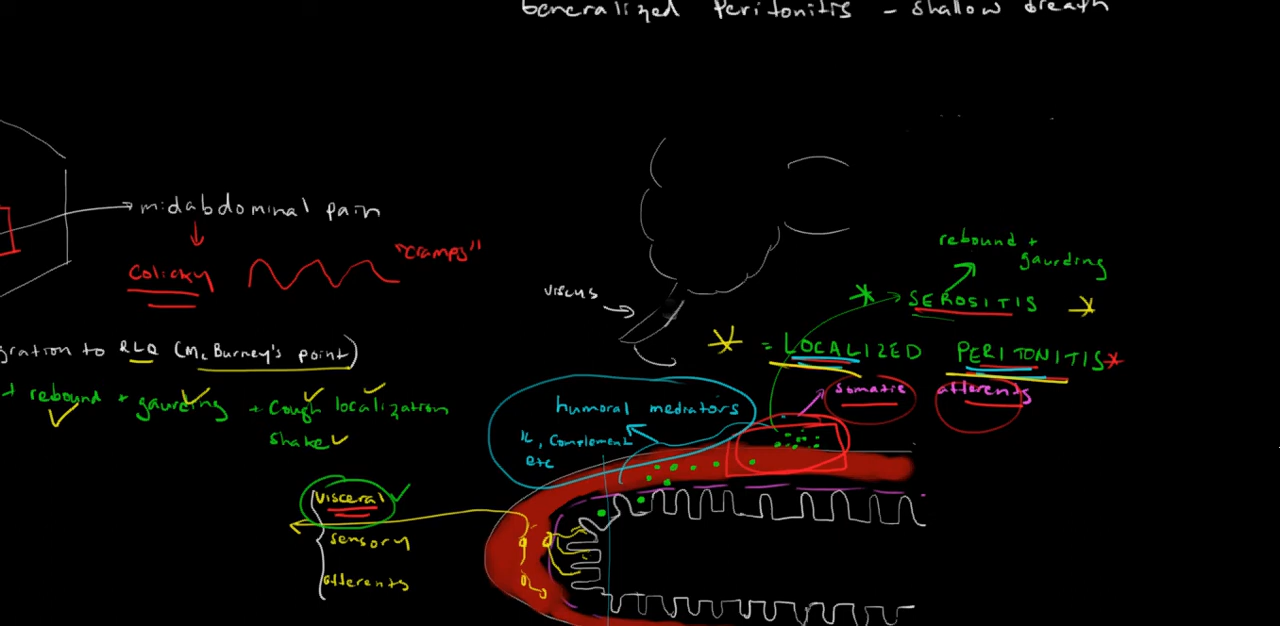 Generalized Peritonitis - shallow breath
midabdominal pain
Colicky
"cramps"
viscus
rebound +
gaurding
* SEROSITIS *
* = LOCALIZED PERITONITIS *
somatic afferents
gration to RLQ (McBurney's point)
+ rebound + gaurding + Cough localization
shake
humoral mediators
IL, Complement
etc
visceral
sensory
afferents